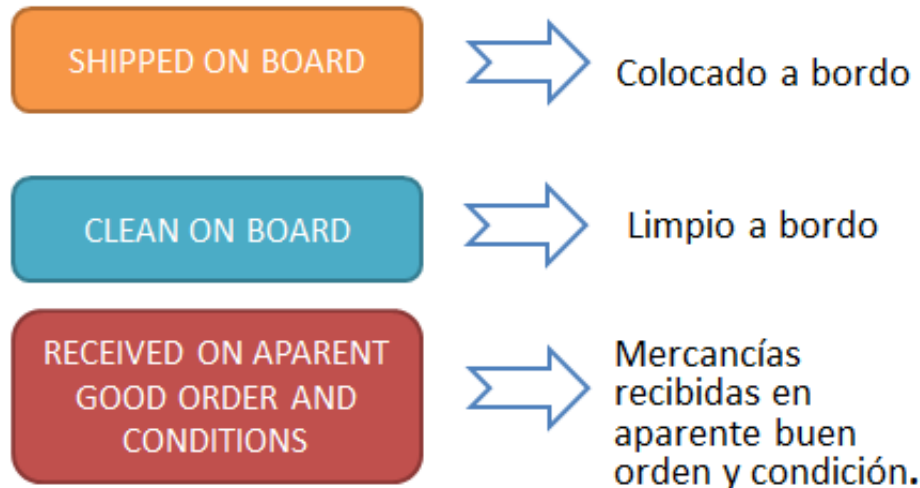 SHIPPED ON BOARD
Colocado a bordo
CLEAN ON BOARD
Limpio a bordo
RECEIVED ON APARENT
GOOD ORDER AND
CONDITIONS
Mercancías
recibidas en
aparente buen
orden y condición.